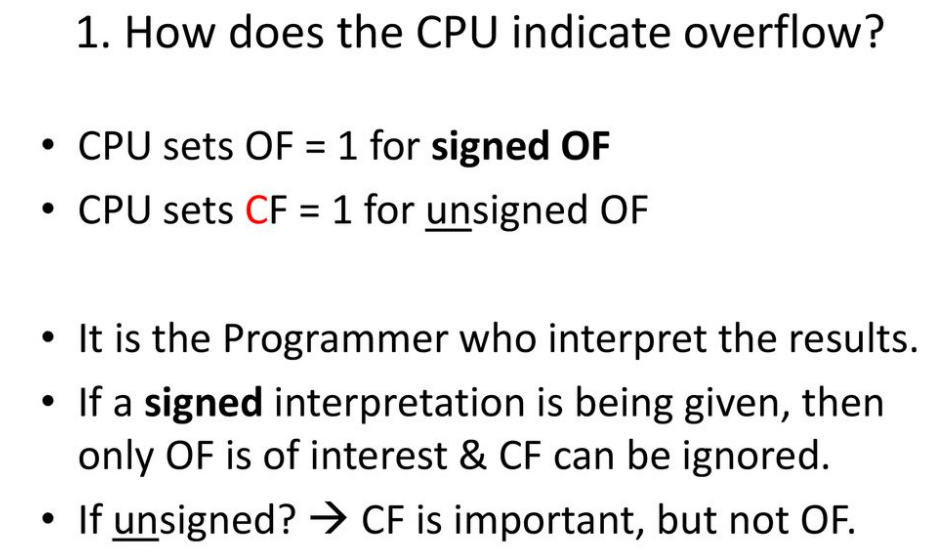 1. How does the CPU indicate overflow?
• CPU sets OF = 1 for signed OF
• CPU sets CF = 1 for unsigned OF
• It is the Programmer who interpret the results.
• If a signed interpretation is being given, then
only OF is of interest & CF can be ignored.
• If unsigned? → CF is important, but not OF.